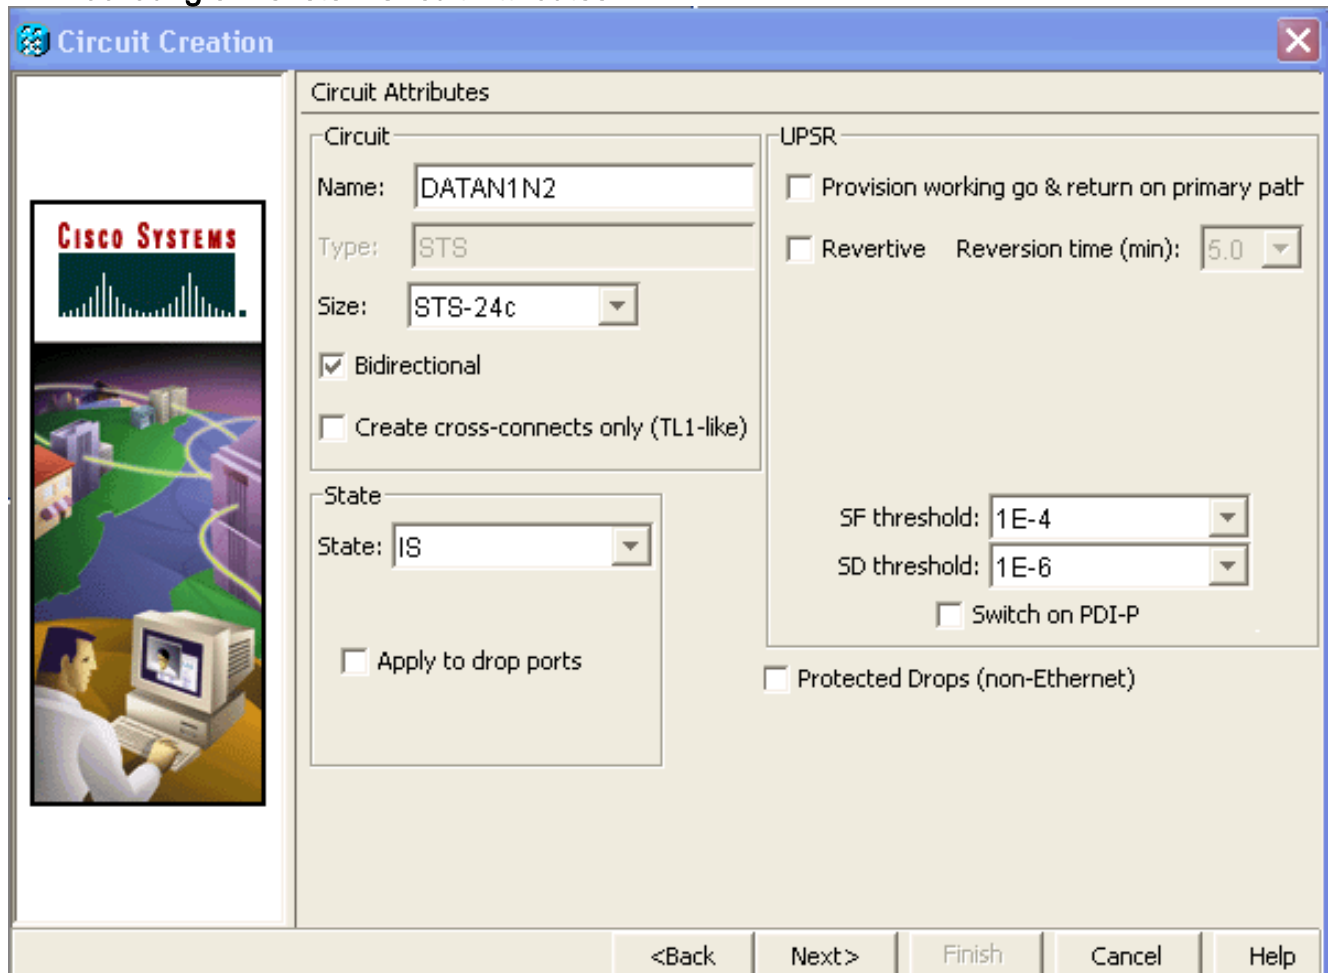 Circuit Creation
Circuit Attributes
Circuit
Name: DATAN1N2
Type: STS
Size: STS-24c
Bidirectional
Create cross-connects only (TL1-like)
State
State: IS
Apply to drop ports
UPSR
Provision working go & return on primary path
Revertive Reversion time (min): 5.0
SF threshold: 1E-4
SD threshold: 1E-6
Switch on PDI-P
Protected Drops (non-Ethernet)
CISCO SYSTEMS
<Back Next> Finish Cancel Help